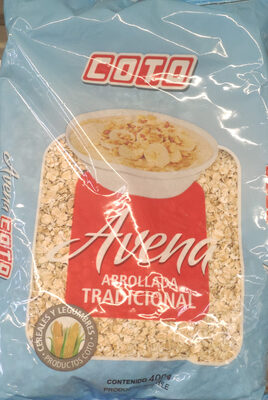 COTO
Avena
ARROLLADA
TRADICIONAL
Avena COTO
CEREALES Y LEGUMBRES
PRODUCTOS COTO
CONTENIDO 400g